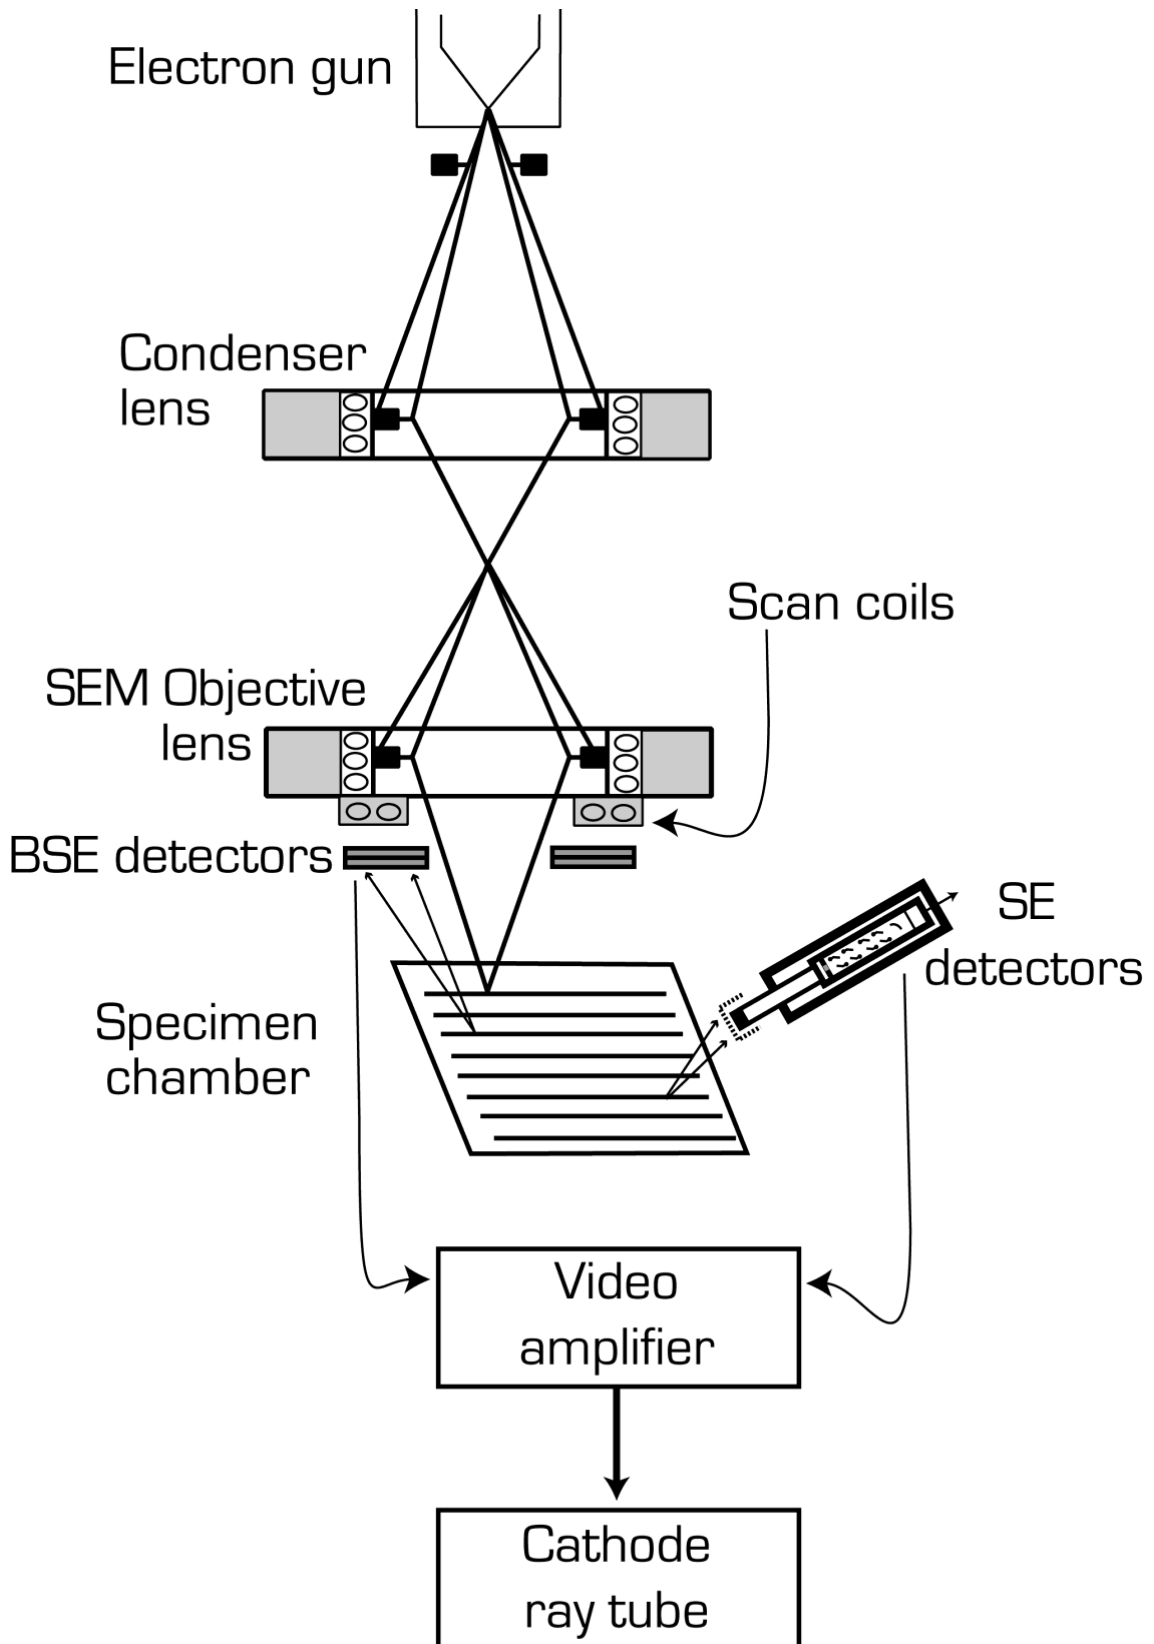 Electron gun
Condenser
lens
Scan coils
SEM Objective
lens
BSE detectors
SE
detectors
Specimen
chamber
Video
amplifier
Cathode
ray tube